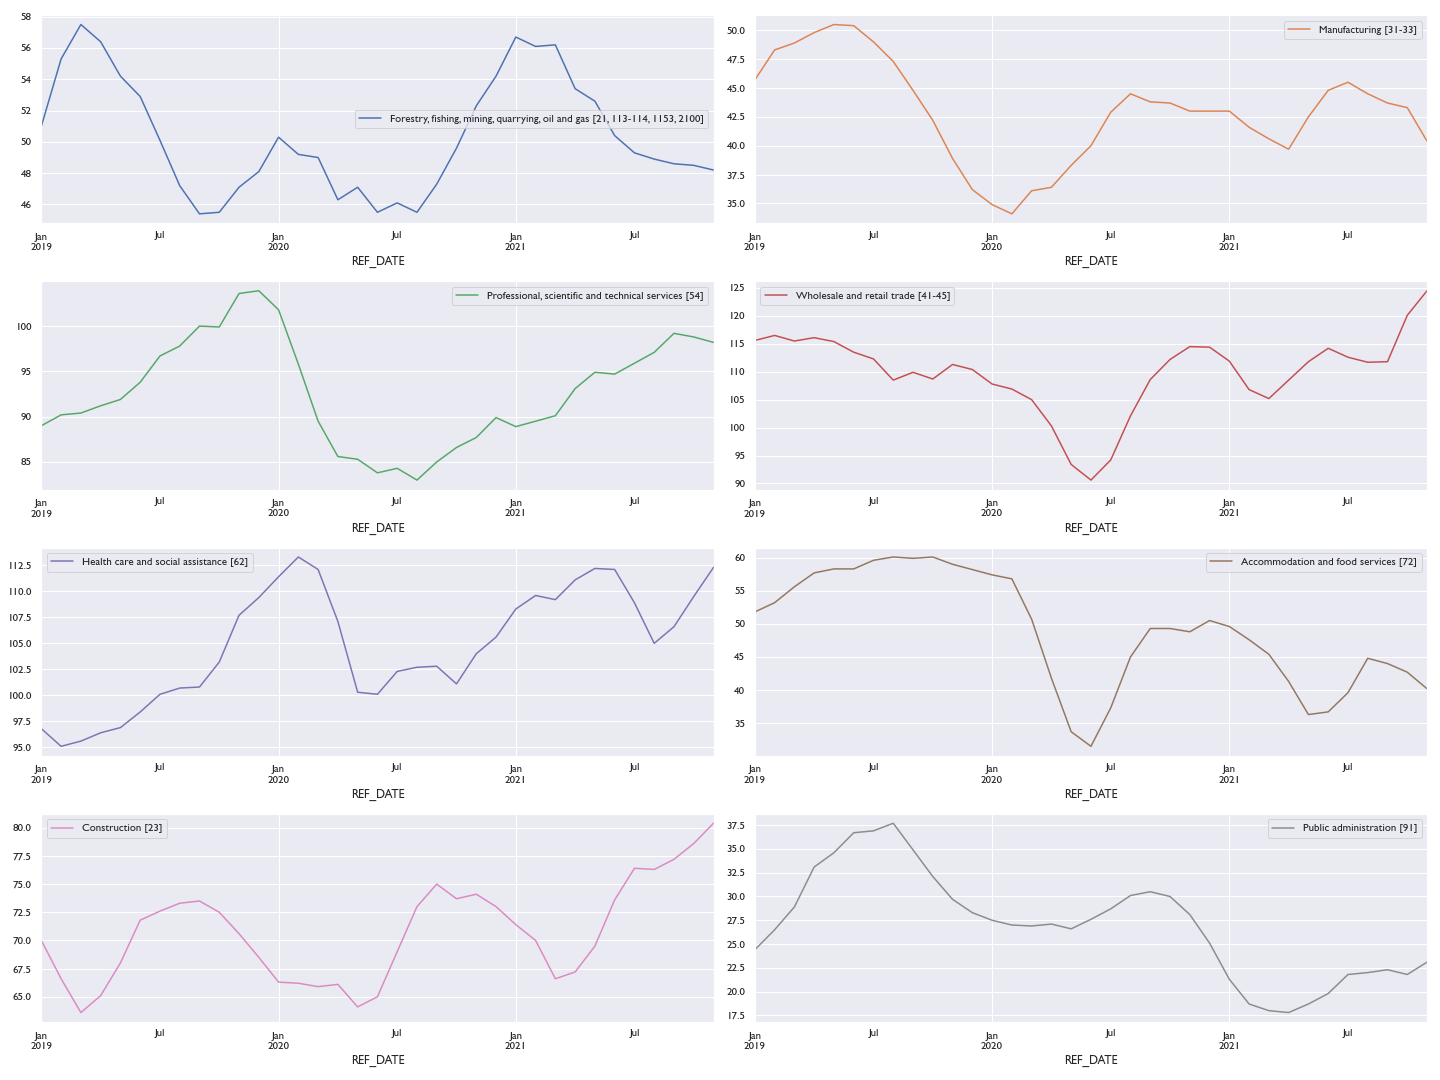 58
56
54
52
50
48
46
Forestry, fishing, mining, quarrying, oil and gas [21, 113-114, 1153, 2100]
Jan Jul Jan Jul Jan Jul
2019 2020 2021
REF_DATE
50.0
47.5
45.0
42.5
40.0
37.5
35.0
Manufacturing [31-33]
Jan Jul Jan Jul Jan Jul
2019 2020 2021
REF_DATE
100
95
90
85
Professional, scientific and technical services [54]
Jan Jul Jan Jul Jan Jul
2019 2020 2021
REF_DATE
125
120
115
110
105
100
95
90
Wholesale and retail trade [41-45]
Jan Jul Jan Jul Jan Jul
2019 2020 2021
REF_DATE
112.5
110.0
107.5
105.0
102.5
100.0
97.5
95.0
Health care and social assistance [62]
Jan Jul Jan Jul Jan Jul
2019 2020 2021
REF_DATE
60
55
50
45
40
35
Accommodation and food services [72]
Jan Jul Jan Jul Jan Jul
2019 2020 2021
REF_DATE
80.0
77.5
75.0
72.5
70.0
67.5
65.0
Construction [23]
Jan Jul Jan Jul Jan Jul
2019 2020 2021
REF_DATE
37.5
35.0
32.5
30.0
27.5
25.0
22.5
20.0
17.5
Public administration [91]
Jan Jul Jan Jul Jan Jul
2019 2020 2021
REF_DATE